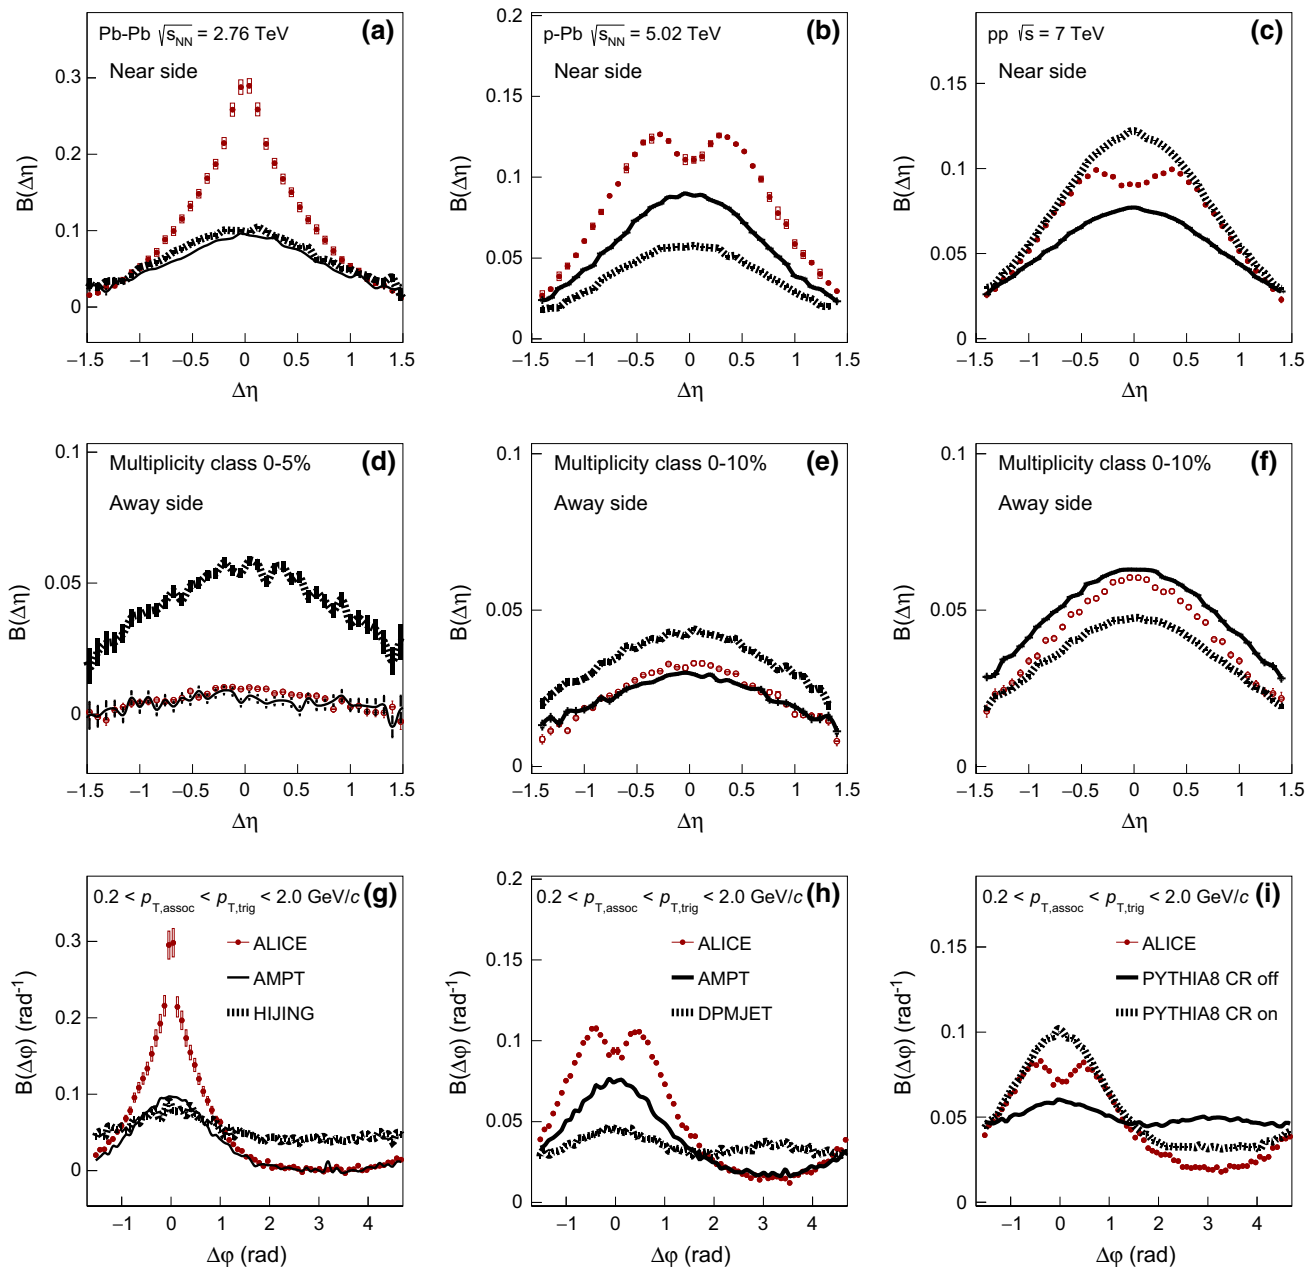 Pb-Pb √sNN = 2.76 TeV (a)
Near side
0.3
0.2
0.1
0
B(Δη)
−1.5 −1 −0.5 0 0.5 1 1.5
Δη
p-Pb √sNN = 5.02 TeV (b)
Near side
0.2
0.15
0.1
0.05
0
B(Δη)
−1.5 −1 −0.5 0 0.5 1 1.5
Δη
pp √s = 7 TeV (c)
Near side
0.15
0.1
0.05
0
B(Δη)
−1.5 −1 −0.5 0 0.5 1 1.5
Δη
Multiplicity class 0-5% (d)
Away side
0.1
0.05
0
B(Δη)
−1.5 −1 −0.5 0 0.5 1 1.5
Δη
Multiplicity class 0-10% (e)
Away side
0.1
0.05
0
B(Δη)
−1.5 −1 −0.5 0 0.5 1 1.5
Δη
Multiplicity class 0-10% (f)
Away side
0.1
0.05
0
B(Δη)
−1.5 −1 −0.5 0 0.5 1 1.5
Δη
0.2 < pT,assoc < pT,trig < 2.0 GeV/c (g)
ALICE
AMPT
HIJING
0.3
0.2
0.1
0
B(Δφ) (rad-1)
−1 0 1 2 3 4
Δφ (rad)
0.2 < pT,assoc < pT,trig < 2.0 GeV/c (h)
ALICE
AMPT
DPMJET
0.2
0.15
0.1
0.05
0
B(Δφ) (rad-1)
−1 0 1 2 3 4
Δφ (rad)
0.2 < pT,assoc < pT,trig < 2.0 GeV/c (i)
ALICE
PYTHIA8 CR off
PYTHIA8 CR on
0.15
0.1
0.05
0
B(Δφ) (rad-1)
−1 0 1 2 3 4
Δφ (rad)